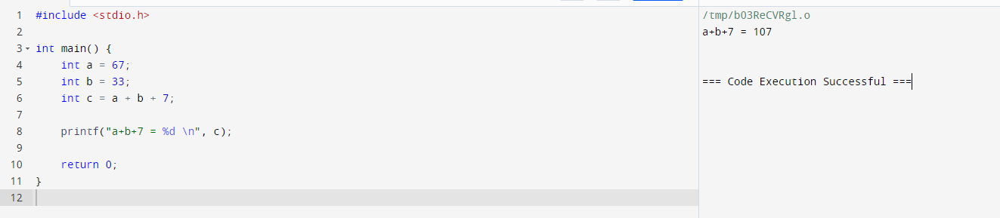 1 #include <stdio.h>
2
3 int main() {
4     int a = 67;
5     int b = 33;
6     int c = a + b + 7;
7
8     printf("a+b+7 = %d \n", c);
9
10     return 0;
11 }
12
/tmp/b03ReCVRgl.o
a+b+7 = 107
=== Code Execution Successful ===